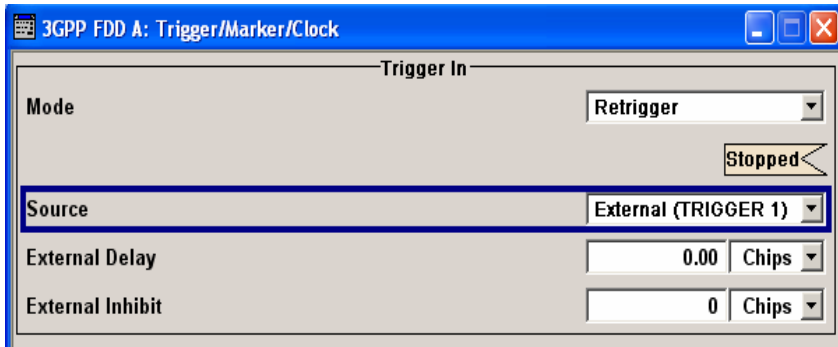 3GPP FDD A: Trigger/Marker/Clock
Trigger In
Mode Retrigger
Stopped
Source External (TRIGGER 1)
External Delay 0.00 Chips
External Inhibit 0 Chips